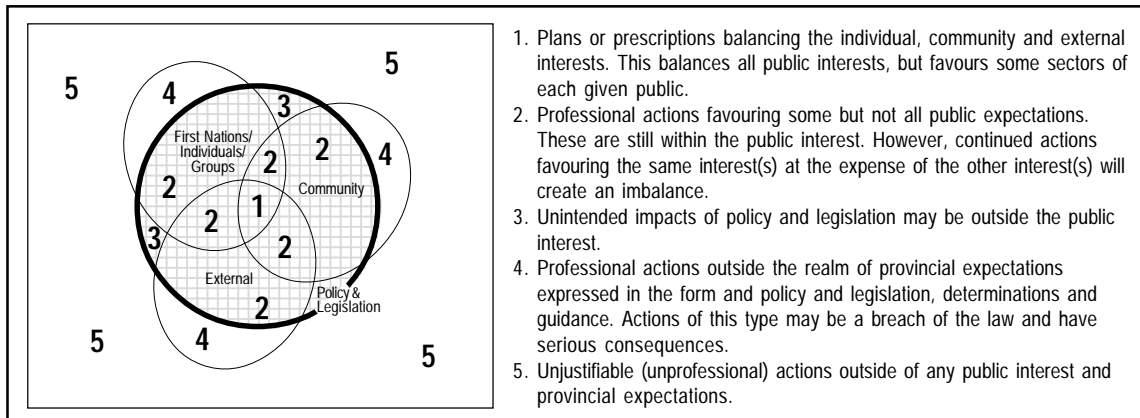 5
5
4
3
First Nations/
Individuals/
Groups
2
2
4
Community
2
1
2
2
3
External
2
Policy &
Legislation
4
5
5
1. Plans or prescriptions balancing the individual, community and external
interests. This balances all public interests, but favours some sectors of
each given public.
2. Professional actions favouring some but not all public expectations.
These are still within the public interest. However, continued actions
favouring the same interest(s) at the expense of the other interest(s) will
create an imbalance.
3. Unintended impacts of policy and legislation may be outside the public
interest.
4. Professional actions outside the realm of provincial expectations
expressed in the form and policy and legislation, determinations and
guidance. Actions of this type may be a breach of the law and have
serious consequences.
5. Unjustifiable (unprofessional) actions outside of any public interest and
provincial expectations.